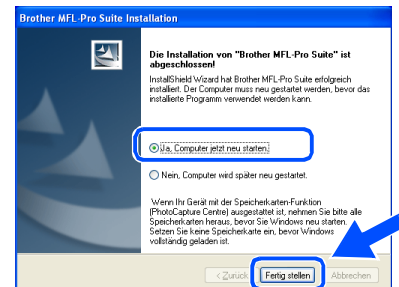 Brother MFL-Pro Suite Installation
Die Installation von "Brother MFL-Pro Suite" ist
abgeschlossen!
InstallShield Wizard hat Brother MFL-Pro Suite erfolgreich
installiert. Der Computer muss neu gestartet werden, bevor das
installierte Programm verwendet werden kann.
Ja, Computer jetzt neu starten.
Nein, Computer wird später neu gestartet.
Wenn Ihr Gerät mit der Speicherkarten-Funktion
(PhotoCapture Centre) ausgestattet ist, nehmen Sie bitte alle
Speicherkarten heraus, bevor Sie Windows neu starten.
Setzen Sie keine Speicherkarte ein, bevor Windows
vollständig geladen ist.
< Zurück Fertig stellen Abbrechen